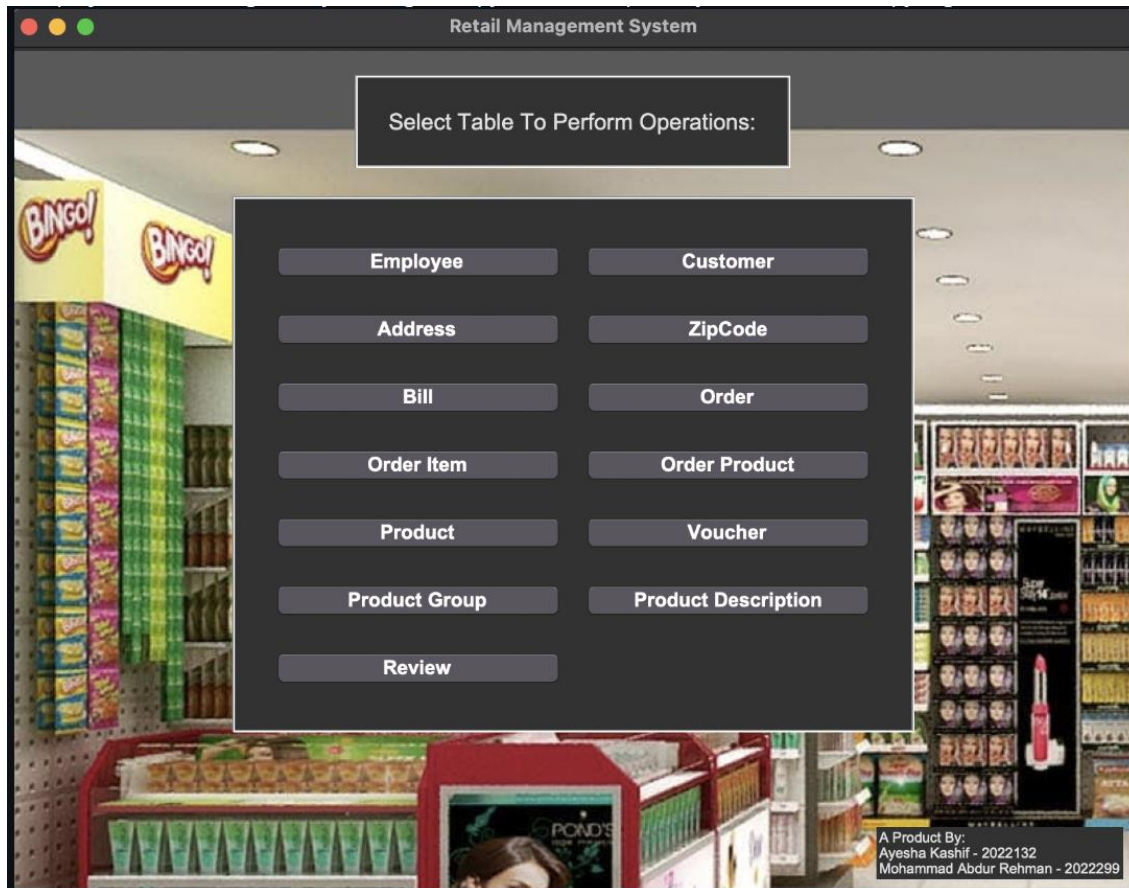 Retail Management System
Select Table To Perform Operations:
BINGO!
BINGO!
Employee
Customer
Address
ZipCode
Bill
Order
Order Item
Order Product
Product
Voucher
Product Group
Product Description
Review
MAYBELLINE
POND'S
A Product By:
Ayesha Kashif - 2022132
Mohammad Abdur Rehman - 2022299